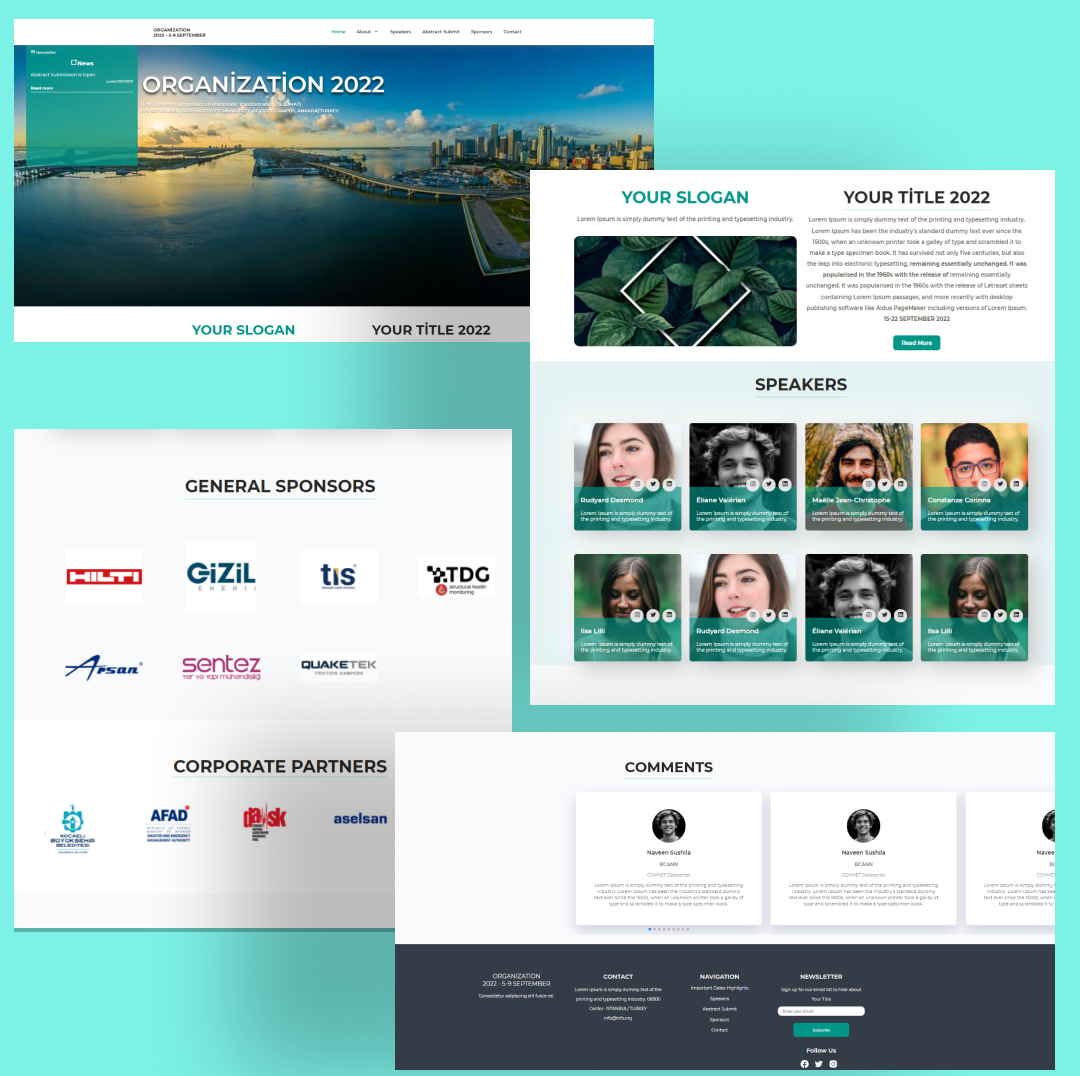 ORGANİZATİON
2022 - 5-9 SEPTEMBER
Home About Speakers Abstract Submit Sponsors Contact
Newsletter
News
Abstract Submission is Open
Read more
ORGANİZATİON 2022
YOUR SLOGAN
YOUR TİTLE 2022
YOUR SLOGAN
Lorem Ipsum is simply dummy text of the printing and typesetting industry.
YOUR TİTLE 2022
Lorem Ipsum is simply dummy text of the printing and typesetting industry.
Lorem Ipsum has been the industry's standard dummy text ever since the
1500s, when an unknown printer took a galley of type and scrambled it to
make a type specimen book. It has survived not only five centuries, but also
the leap into electronic typesetting, remaining essentially unchanged. It was
popularised in the 1960s with the release of remaining essentially
unchanged. It was popularised in the 1960s with the release of Letraset sheets
containing Lorem Ipsum passages, and more recently with desktop
publishing software like Aldus PageMaker including versions of Lorem Ipsum.
15-22 SEPTEMBER 2022
Read More
SPEAKERS
Rudyard Desmond
Lorem Ipsum is simply dummy text of
the printing and typesetting industry.
Éliane Valérian
Lorem Ipsum is simply dummy text of
the printing and typesetting industry.
Maëlle Jean-Christophe
Lorem Ipsum is simply dummy text of
the printing and typesetting industry.
Constanze Corinna
Lorem Ipsum is simply dummy text of
the printing and typesetting industry.
Ilsa Lilli
Lorem Ipsum is simply dummy text of
the printing and typesetting industry.
Rudyard Desmond
Lorem Ipsum is simply dummy text of
the printing and typesetting industry.
Éliane Valérian
Lorem Ipsum is simply dummy text of
the printing and typesetting industry.
Ilsa Lilli
Lorem Ipsum is simply dummy text of
the printing and typesetting industry.
GENERAL SPONSORS
HILTI
GiZiL
ENERJİ
tis
TDG
structural health
monitoring
Arsan
sentez
yer ve yapı mühendisliği
QUAKETEK
FRICTION DAMPERS
CORPORATE PARTNERS
KOCAELİ
BÜYÜKŞEHİR
BELEDİYESİ
AFAD
REPUBLIC OF TURKEY
MINISTRY OF INTERIOR
DISASTER AND EMERGENCY
MANAGEMENT AUTHORITY
dask
aselsan
COMMENTS
Naveen Sushila
BCANN
COMNET Datacenter
Lorem Ipsum is simply dummy text of the printing and typesetting
industry. Lorem Ipsum has been the industry's standard dummy
text ever since the 1500s, when an unknown printer took a galley of
type and scrambled it to make a type specimen book
Naveen Sushila
BCANN
COMNET Datacenter
Lorem Ipsum is simply dummy text of the printing and typesetting
industry. Lorem Ipsum has been the industry's standard dummy
text ever since the 1500s, when an unknown printer took a galley of
type and scrambled it to make a type specimen book
ORGANİZATİON
2022 - 5-9 SEPTEMBER
Consectetur adipiscing elit fusce vel.
CONTACT
Lorem Ipsum is simply dummy text of the
printing and typesetting industry. 06800
Center- ISTANBUL/ TURKEY
info@info.org
NAVIGATION
Important Dates Highlights
Speakers
Abstract Submit
Sponsors
Contact
NEWSLETTER
Sign up for our email list to hear about
Your Title
Enter your Email
Subscribe
Follow Us